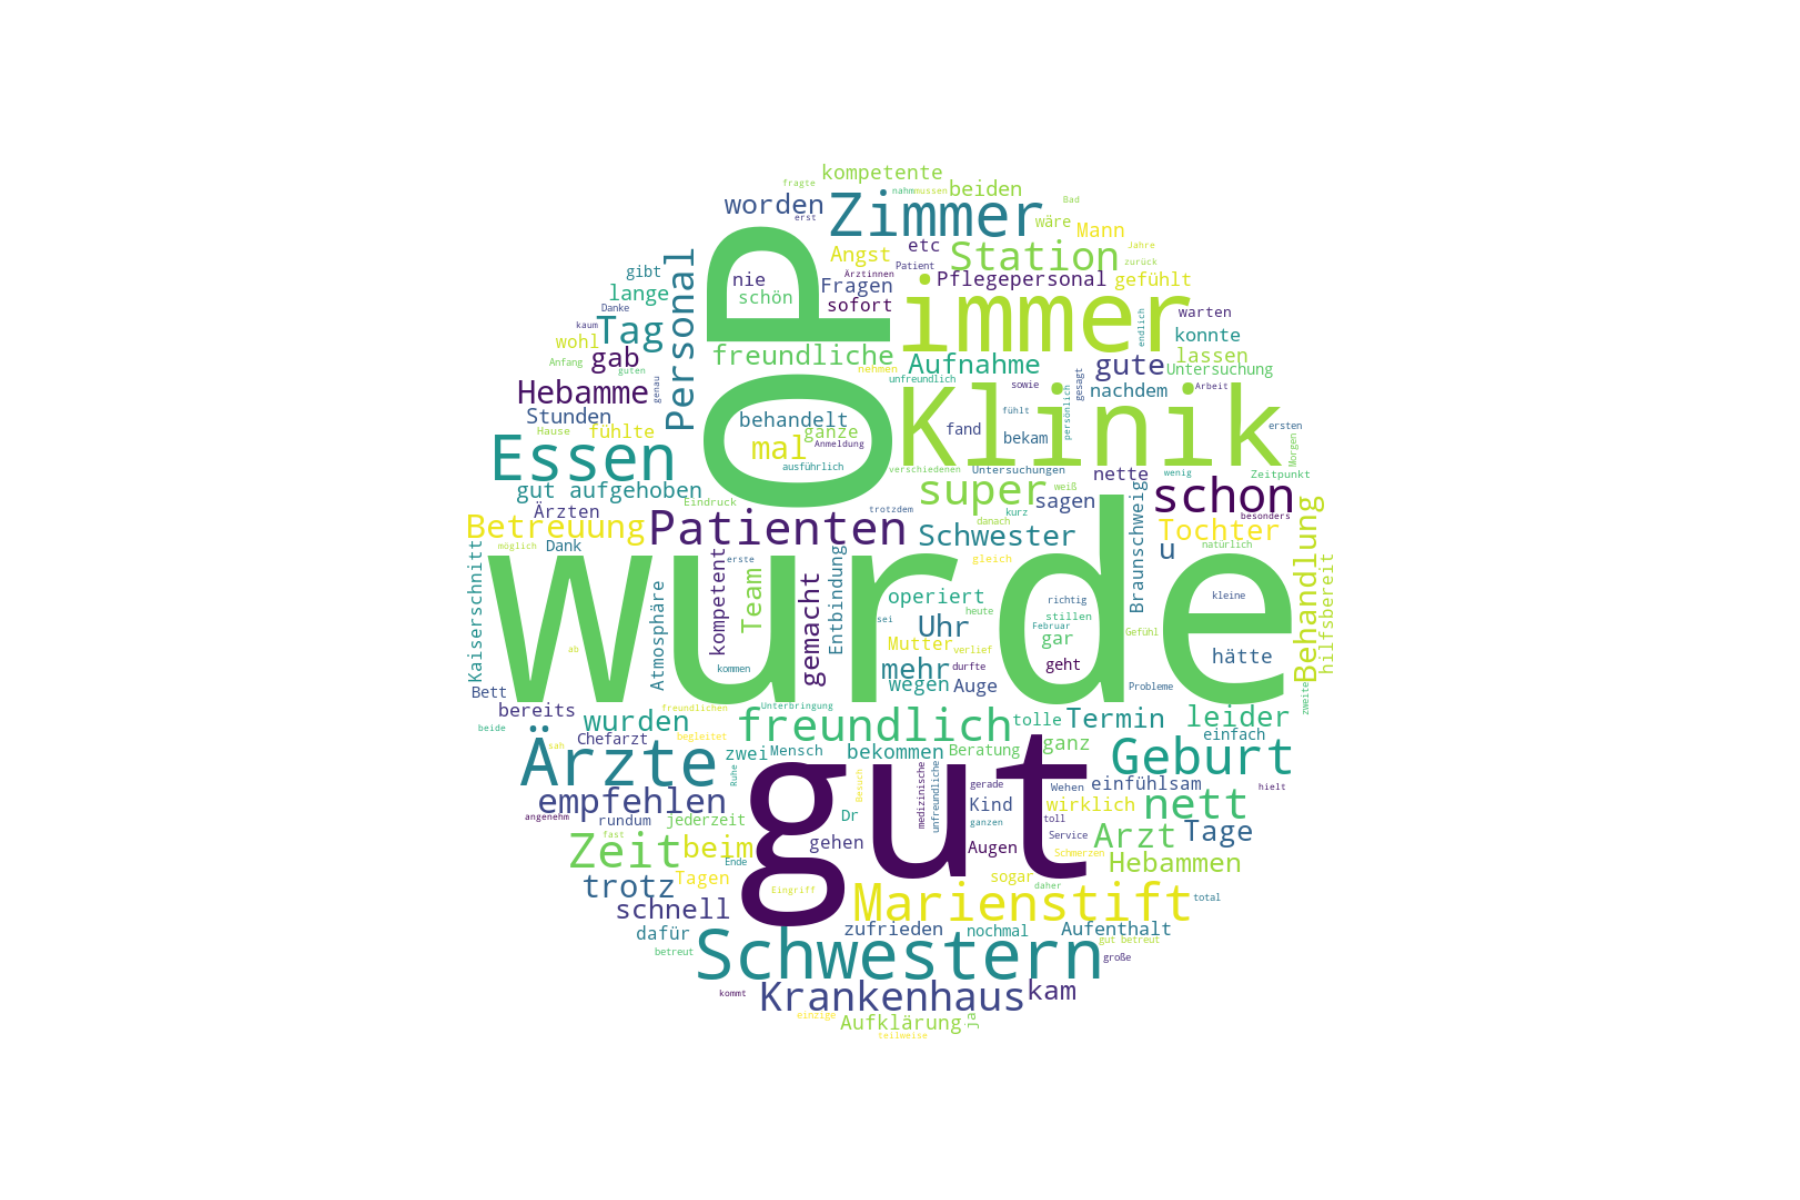 kompetente
fragte
nahm
mussen
beiden
Bad
worden
erst
Zimmer
wäre
Mann
Angst
etc
Station
Jahre
zurück
gibt
Personal
nie
Ärztinnen
Patient
Fragen
Pflegepersonal
gefühlt
lange
schön
sofort
immer
warten
Danke
kaum
Tag
OP
endlich
konnte
wohl
gab
freundliche
Aufnahme
gute
lassen
Anfang
guten
nehmen
Untersuchung
unfreundlich
sowie
persönlich
gesagt
nachdem
Arbeit
Hebamme
genau
Klinik
Stunden
behandelt
fühlt
ersten
Hause
fühlte
mal
ganze
Anmeldung
fand
bekam
Morgen
Essen
ausführlich
verschiedenen
Untersuchungen
nette
wenig
Zeitpunkt
gut aufgehoben
Eindruck
super
weiß
sagen
schon
Ärzten
trotzdem
kurz
Braunschweig
besonders
Betreuung
Patienten
danach
Tochter
Behandlung
Schwester
Kaiserschnitt
möglich
Dank
erste
Entbindung
gleich
u
natürlich
hilfsbereit
wurde
Atmosphäre
kompetent
Team
gemacht
operiert
richtig
kleine
heute
stillen
sei
Uhr
Februar
Gefühl
ab
Mutter
verlief
gar
kommen
mehr
durfte
geht
hätte
Bett
wegen
Auge
Probleme
zweite
bereits
freundlichen
Unterbringung
beide
wurden
freundlich
tolle
Termin
leider
Chefarzt
begleitet
einfach
sah
zwei
Mensch
bekommen
Beratung
ganz
Ärzte
Ruhe
Besuch
medizinische
unfreundliche
gerade
Wehen
einfühlsam
Geburt
hielt
empfehlen
gut
Kind
wirklich
nett
angenehm
rundum
jederzeit
Dr
ganzen
toll
fast
gehen
Augen
Service
Arzt
Tage
Zeit
beim
Ende
Schmerzen
Hebammen
trotz
Tagen
Eingriff
sogar
daher
schnell
Marienstift
total
dafür
zufrieden
nochmal
Aufenthalt
betreut
gut betreut
Schwestern
große
kommt
Krankenhaus
kam
einzige
Aufklärung
ja
teilweise